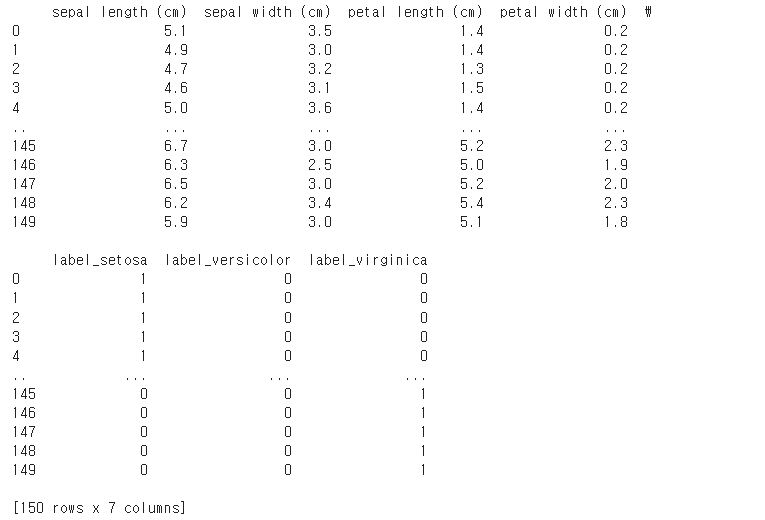 sepal length (cm) sepal width (cm) petal length (cm) petal width (cm) ₩
0 5.1 3.5 1.4 0.2
1 4.9 3.0 1.4 0.2
2 4.7 3.2 1.3 0.2
3 4.6 3.1 1.5 0.2
4 5.0 3.6 1.4 0.2
.. ... ... ... ...
145 6.7 3.0 5.2 2.3
146 6.3 2.5 5.0 1.9
147 6.5 3.0 5.2 2.0
148 6.2 3.4 5.4 2.3
149 5.9 3.0 5.1 1.8
label_setosa label_versicolor label_virginica
0 1 0 0
1 1 0 0
2 1 0 0
3 1 0 0
4 1 0 0
.. ... ... ...
145 0 0 1
146 0 0 1
147 0 0 1
148 0 0 1
149 0 0 1
[150 rows x 7 columns]